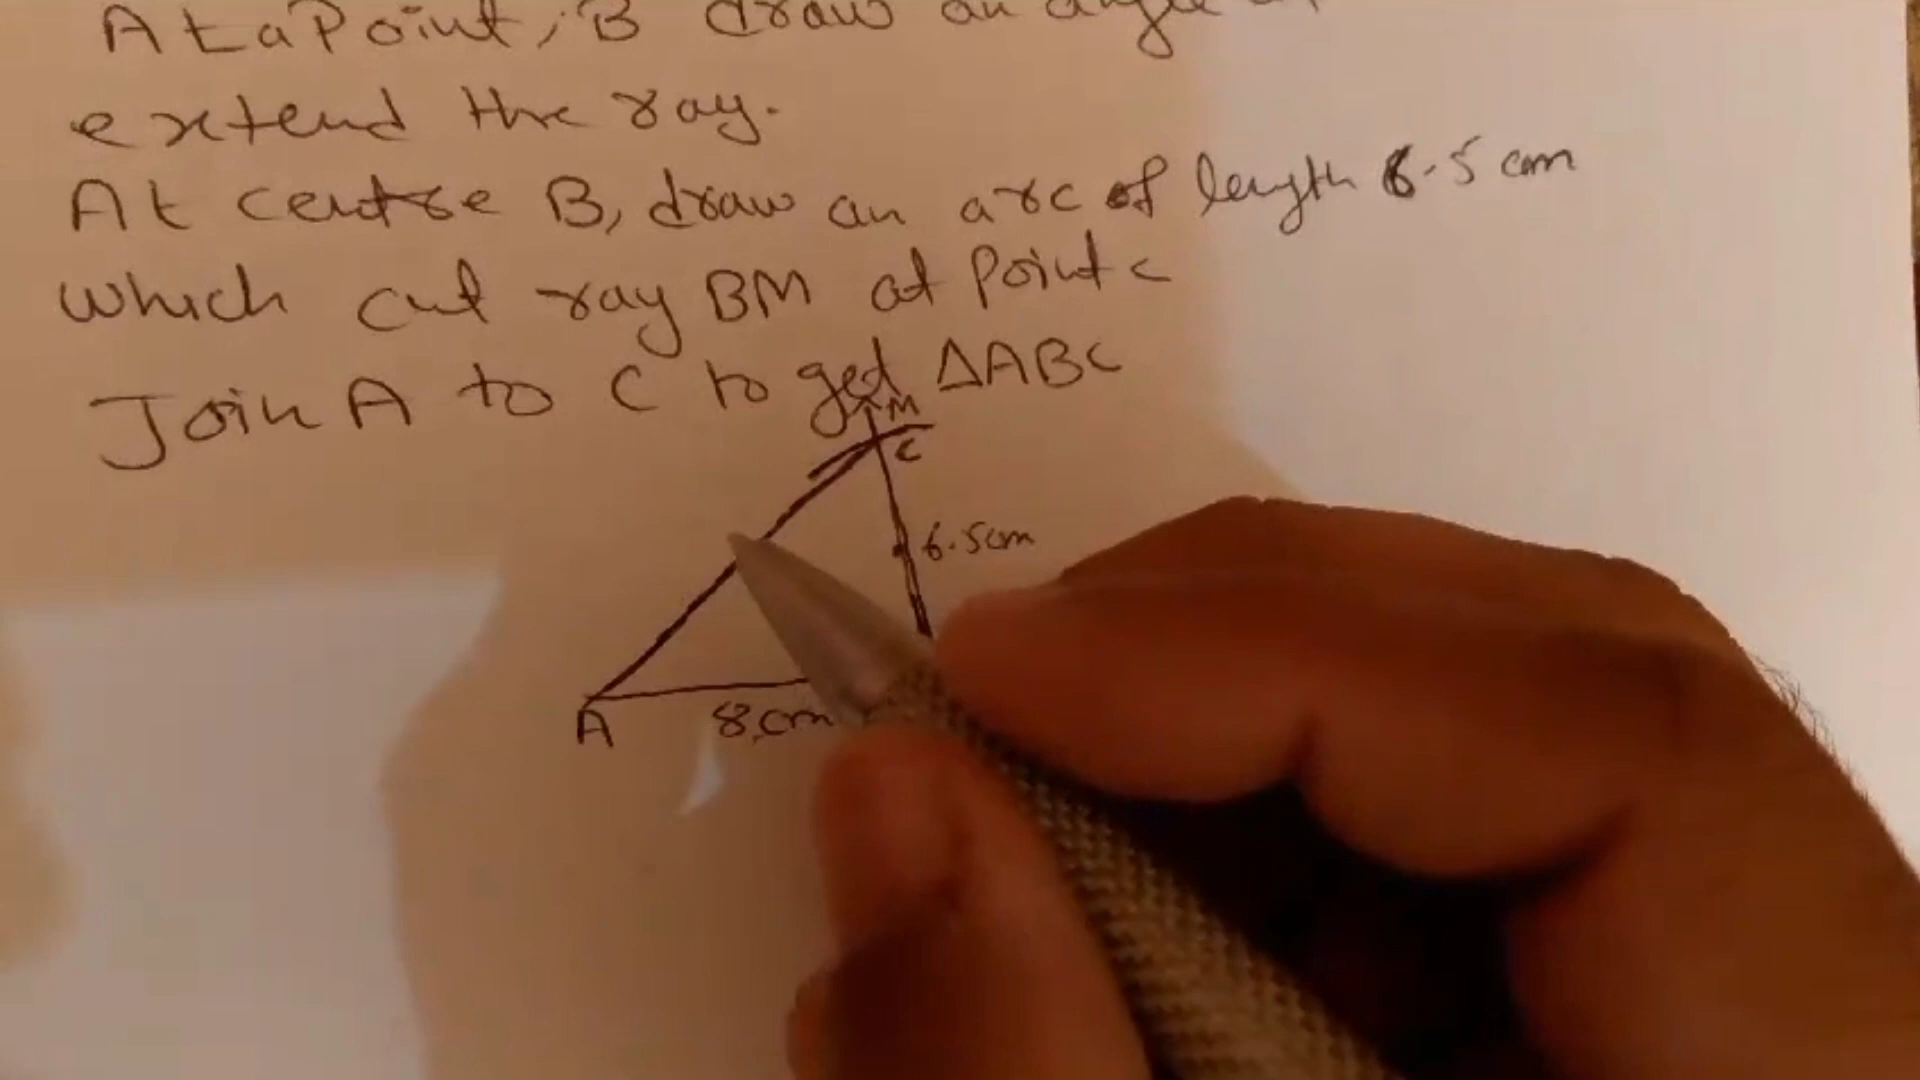 At a Point, B draw an angle
extend the ray.
At centre B, draw an arc of length 6.5 cm
which cut ray BM at Point C
Join A to C to get ΔABC
M
C
6.5cm
A
8cm